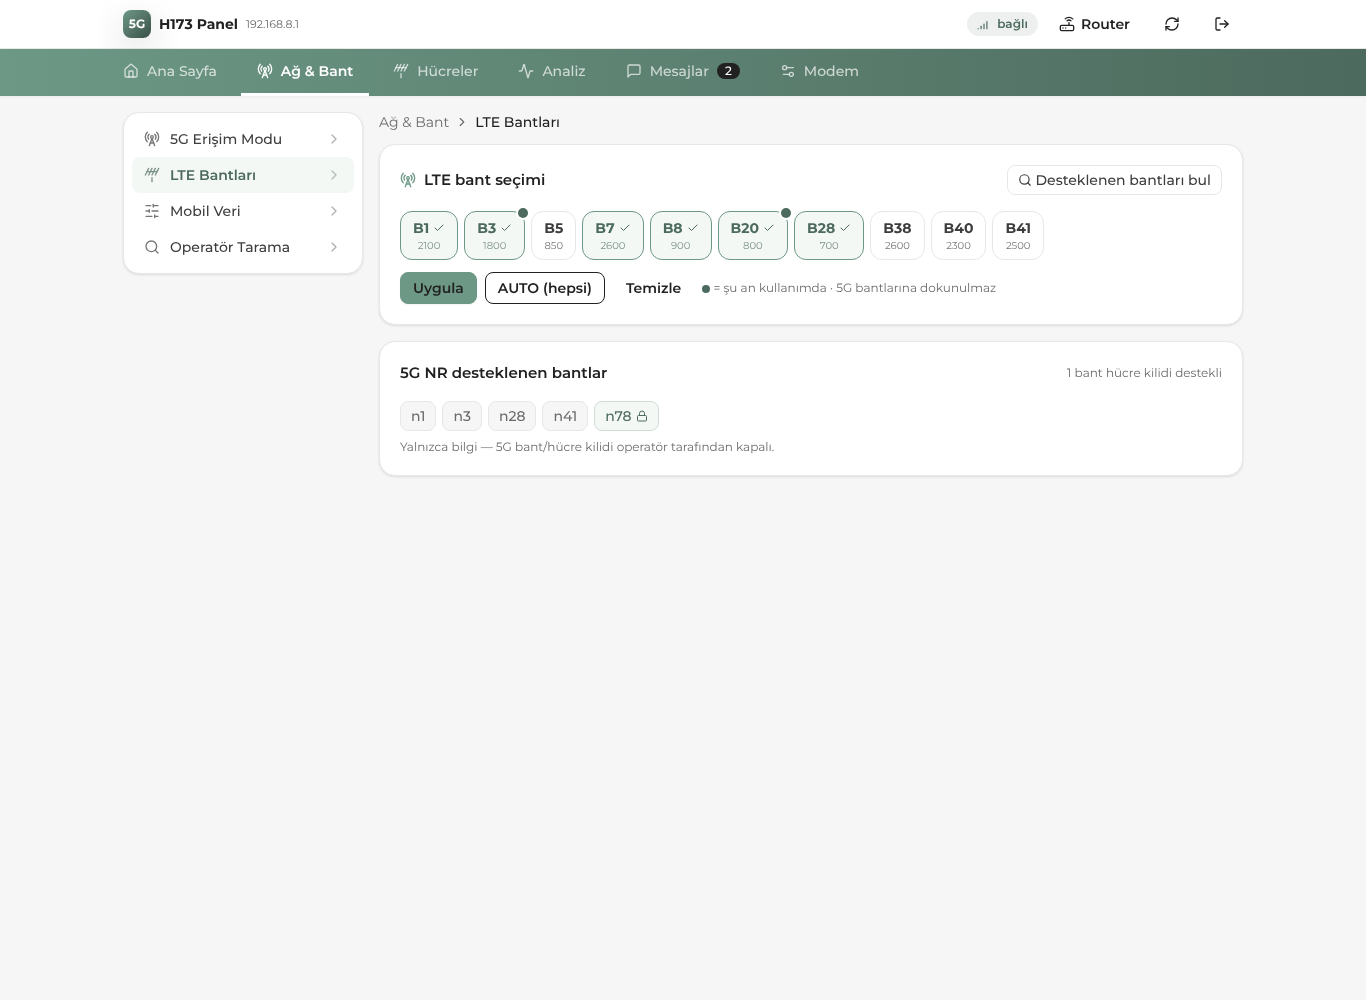 5G H173 Panel 192.168.8.1 bağlı Router
Ana Sayfa Ağ & Bant Hücreler Analiz Mesajlar 2 Modem
5G Erişim Modu
LTE Bantları
Mobil Veri
Operatör Tarama
Ağ & Bant > LTE Bantları
LTE bant seçimi Desteklenen bantları bul
B1 B3 B5 B7 B8 B20 B28 B38 B40 B41
2100 1800 850 2600 900 800 700 2600 2300 2500
Uygula AUTO (hepsi) Temizle = şu an kullanımda · 5G bantlarına dokunulmaz
5G NR desteklenen bantlar 1 bant hücre kilidi destekli
n1 n3 n28 n41 n78
Yalnızca bilgi — 5G bant/hücre kilidi operatör tarafından kapalı.